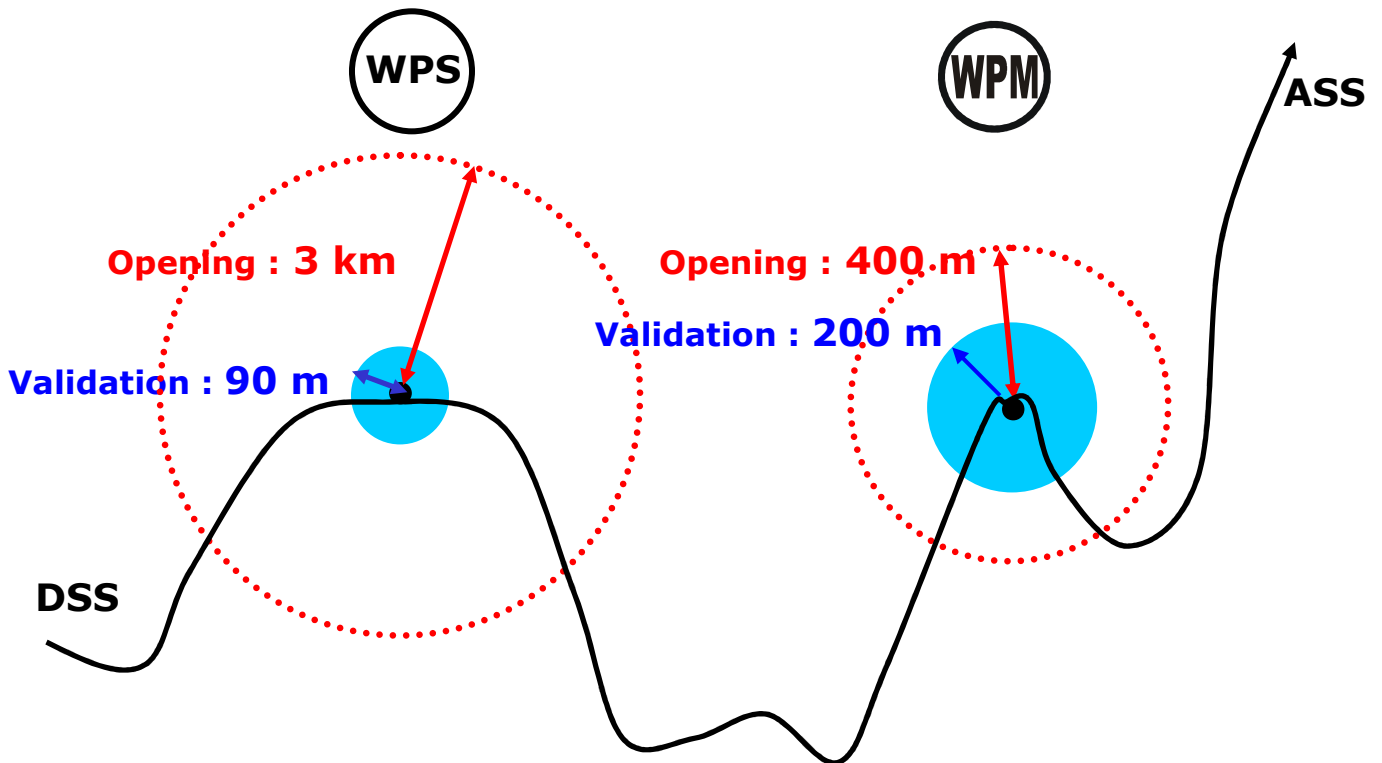 WPS
WPM
ASS
Opening : 3 km
Opening : 400 m
Validation : 200 m
Validation : 90 m
DSS